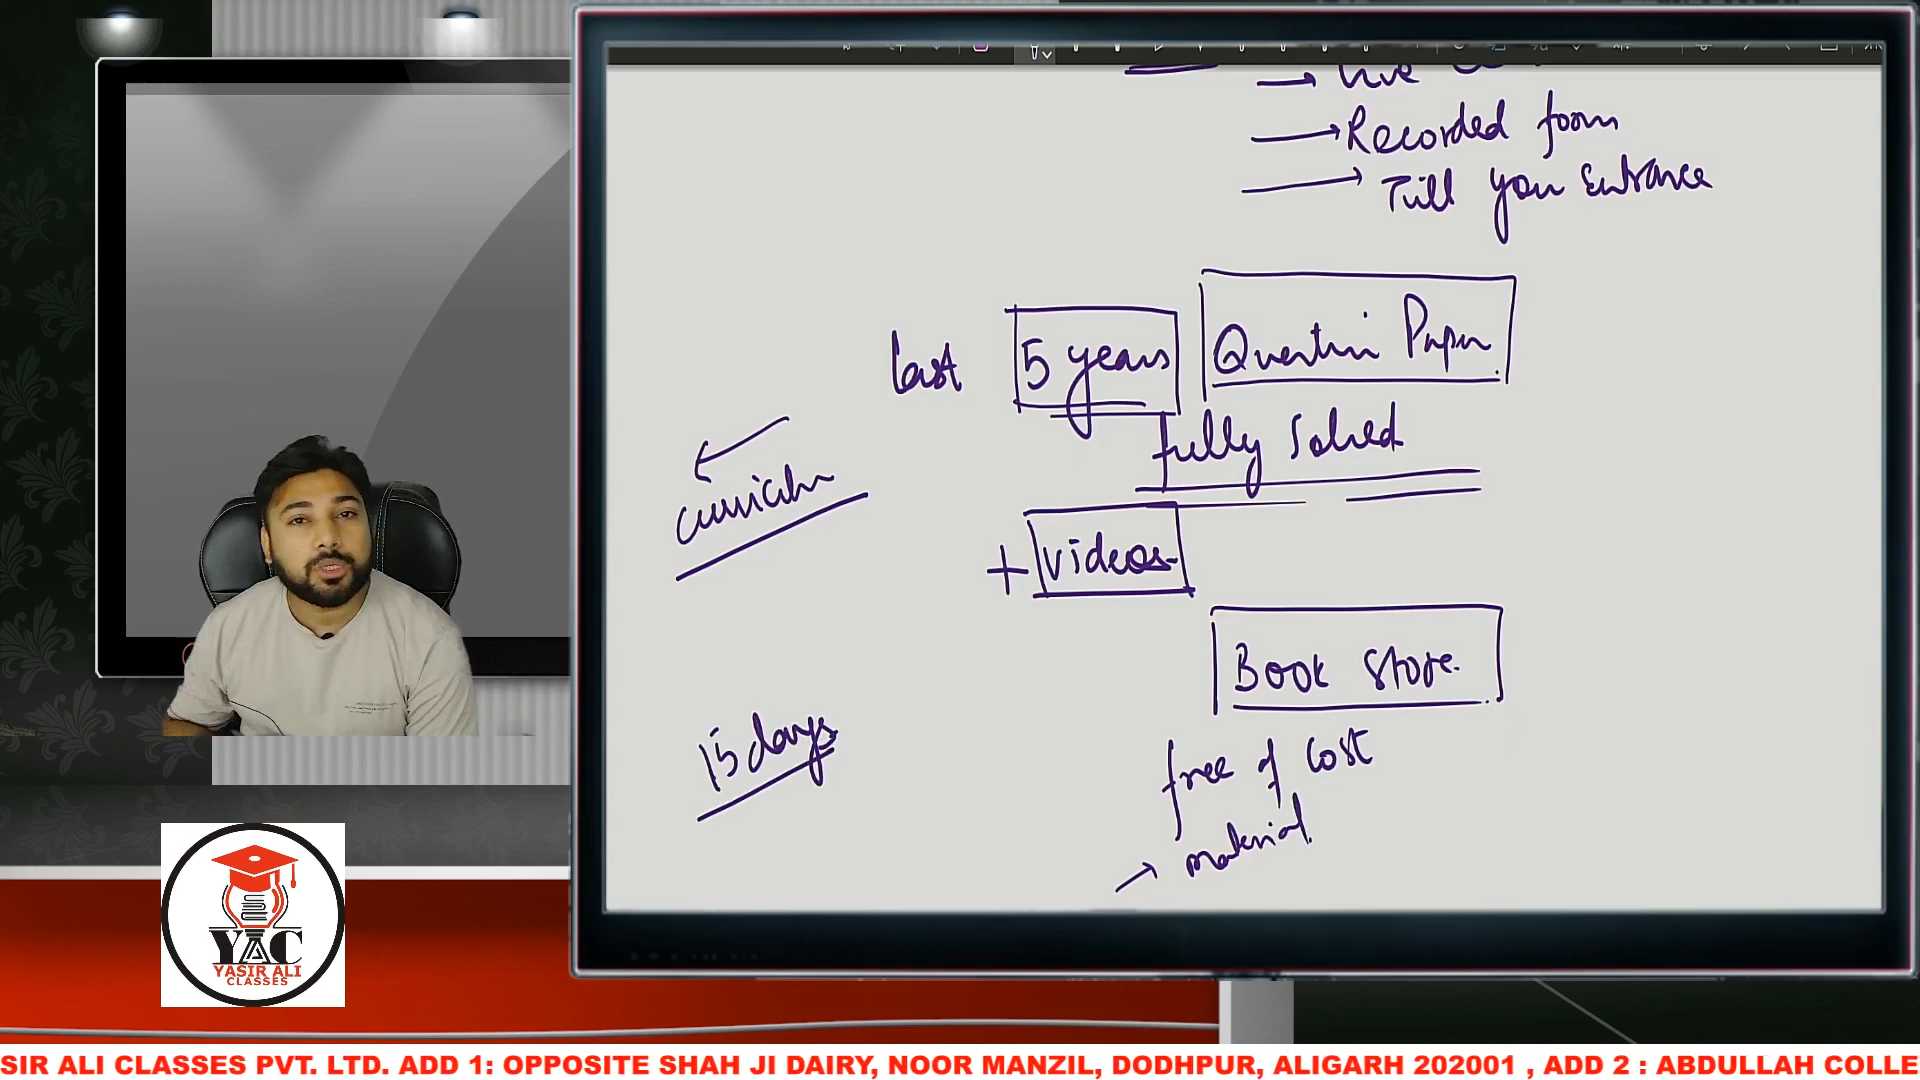 live
Recorded form
Till you Entrance
last 5 years Question Paper
fully Solved
curriculum
+ videos
Book Store
15 days
free of cost
→ material
YAC
YASIR ALI
CLASSES
SIR ALI CLASSES PVT. LTD. ADD 1: OPPOSITE SHAH JI DAIRY, NOOR MANZIL, DODHPUR, ALIGARH 202001 , ADD 2 : ABDULLAH COLLE